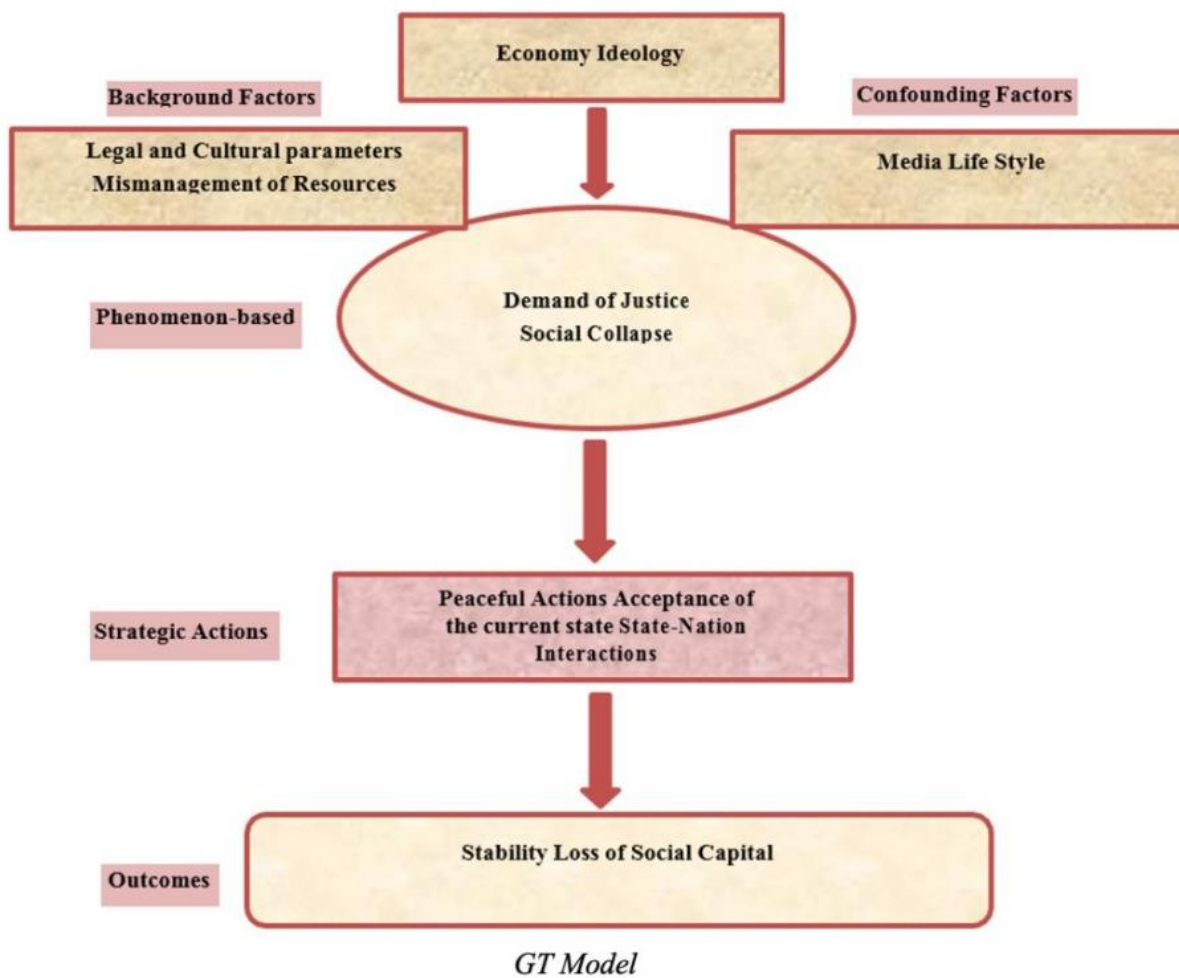 Economy Ideology
Background Factors
Confounding Factors
Legal and Cultural parameters
Mismanagement of Resources
Media Life Style
Phenomenon-based
Demand of Justice
Social Collapse
Strategic Actions
Peaceful Actions Acceptance of
the current state State-Nation
Interactions
Outcomes
Stability Loss of Social Capital
GT Model